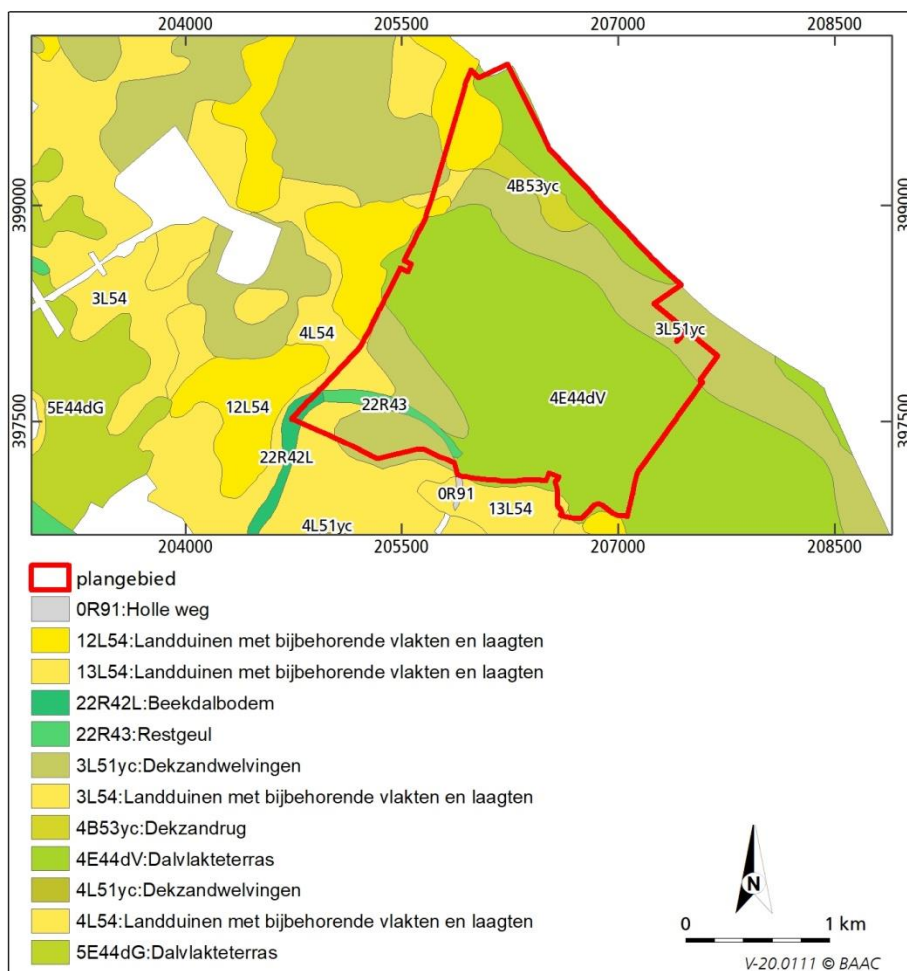 204000 205500 207000 208500
399000
4B53yc
3L54
4L54
3L51yc
397500
5E44dG
12L54
22R43
4E44dV
22R42L
0R91
13L54
4L51yc
204000 205500 207000 208500
plangebied
0R91:Holle weg
12L54:Landduinen met bijbehorende vlakten en laagten
13L54:Landduinen met bijbehorende vlakten en laagten
22R42L:Beekdalbodem
22R43:Restgeul
3L51yc:Dekzandwelvingen
3L54:Landduinen met bijbehorende vlakten en laagten
4B53yc:Dekzandrug
4E44dV:Dalvlakteterras
4L51yc:Dekzandwelvingen
4L54:Landduinen met bijbehorende vlakten en laagten
5E44dG:Dalvlakteterras
N
0 1 km
V-20.0111 © BAAC
399000
397500